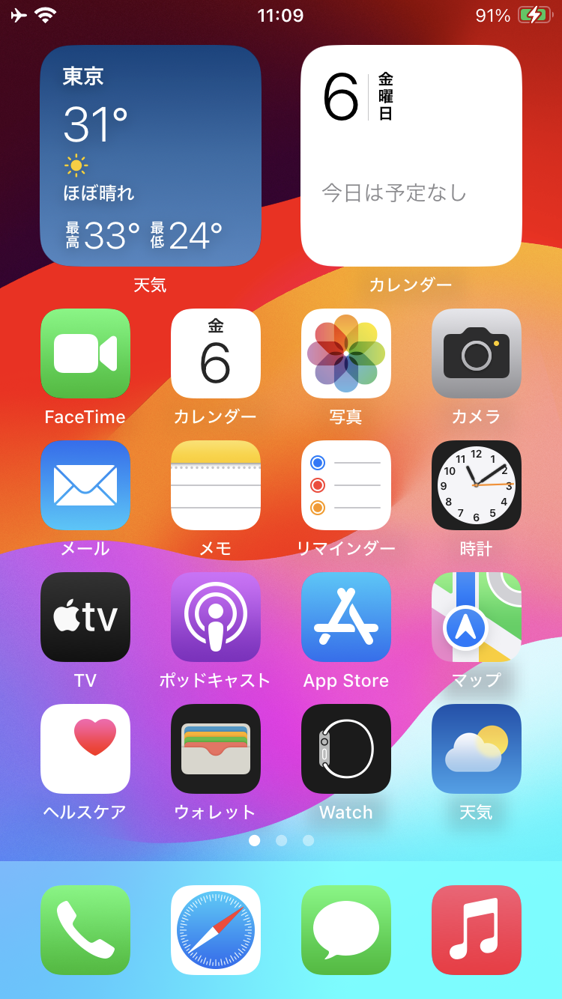 11:09
91%
東京
31°
ほぼ晴れ
最高 33° 最低 24°
天気
6 金曜日
今日は予定なし
カレンダー
金
6
FaceTime カレンダー 写真 カメラ
12
11 1
10 2
9 3
8 4
7 5
6
メール メモ リマインダー 時計
tv
TV ポッドキャスト App Store マップ
ヘルスケア ウォレット Watch 天気